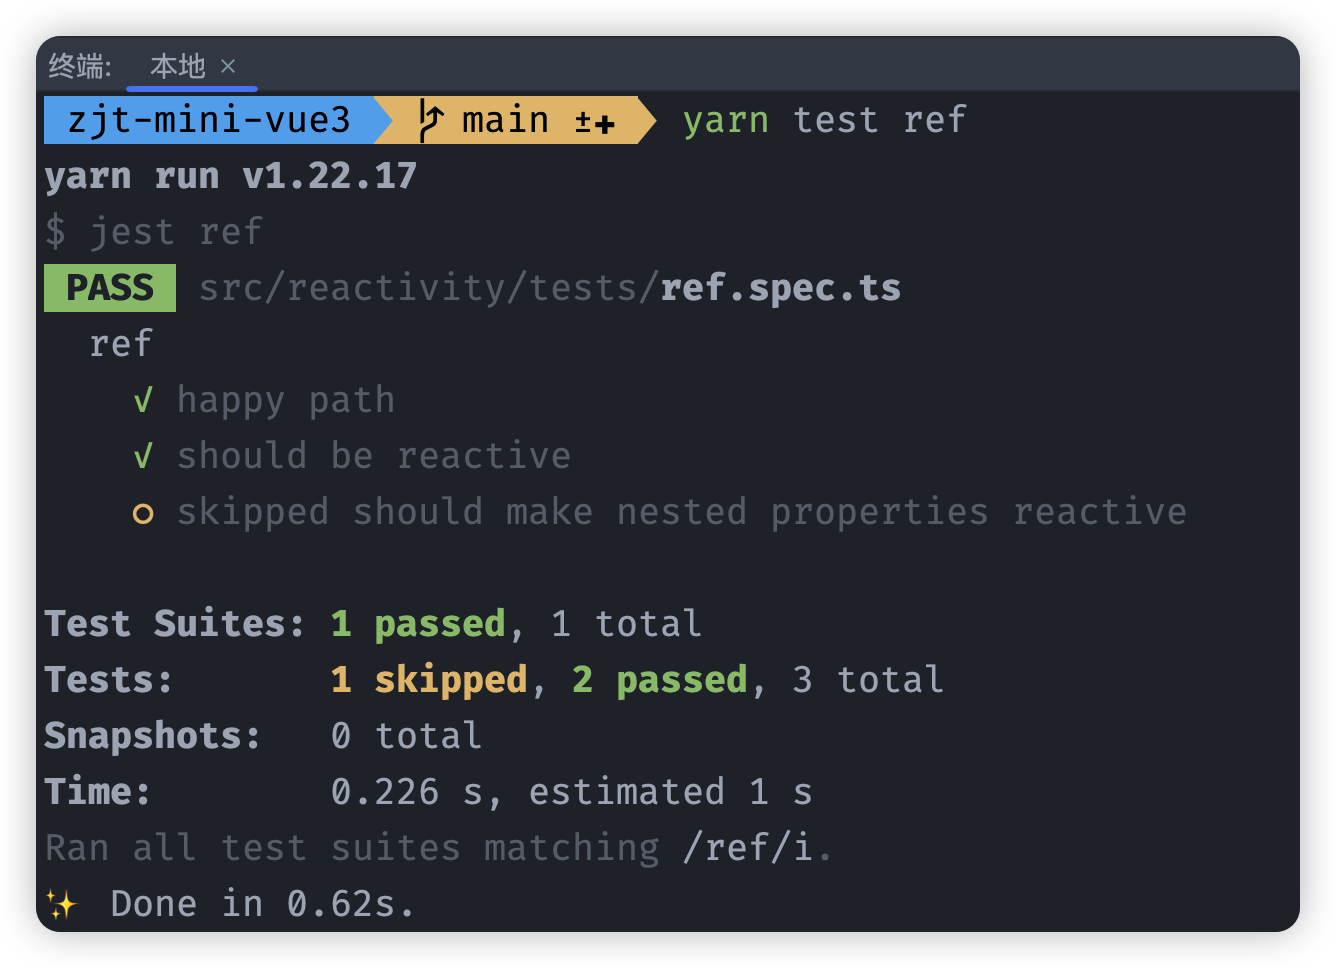 终端: 本地 ×
zjt-mini-vue3 main ±✚ yarn test ref
yarn run v1.22.17
$ jest ref
PASS src/reactivity/tests/ref.spec.ts
ref
√ happy path
√ should be reactive
○ skipped should make nested properties reactive
Test Suites: 1 passed, 1 total
Tests: 1 skipped, 2 passed, 3 total
Snapshots: 0 total
Time: 0.226 s, estimated 1 s
Ran all test suites matching /ref/i.
✨ Done in 0.62s.